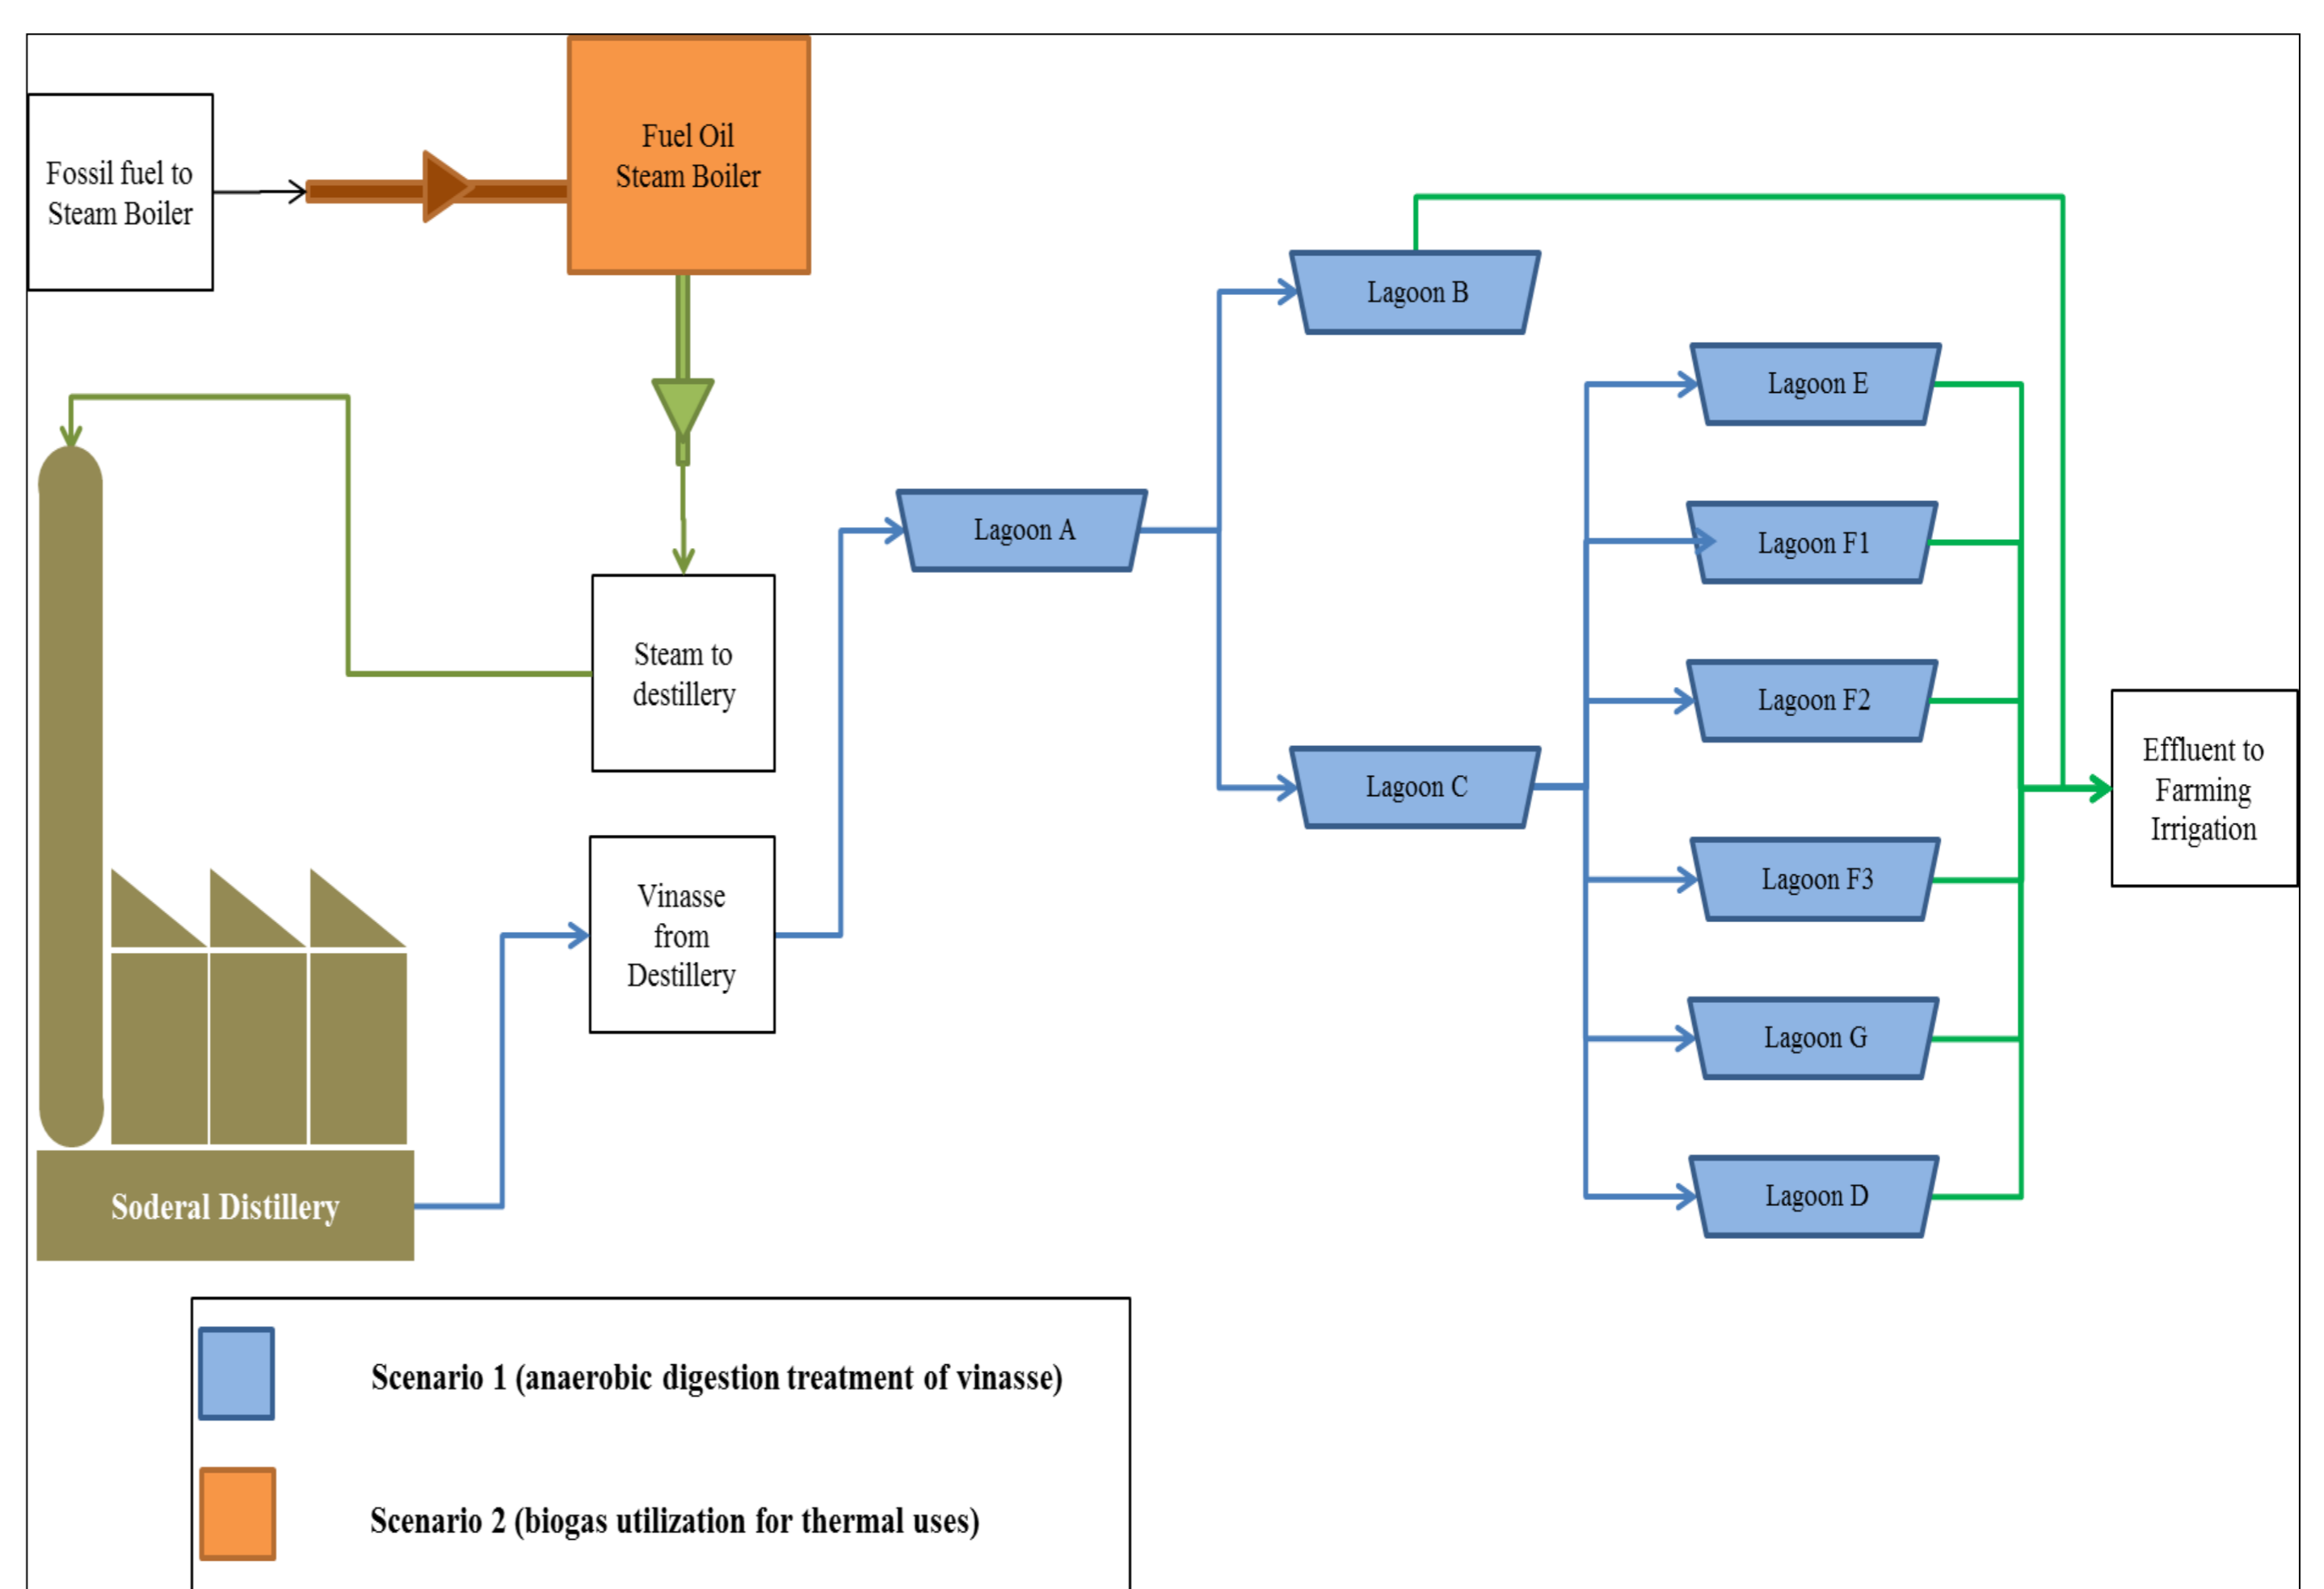 Fossil fuel to
Steam Boiler
Fuel Oil
Steam Boiler
Steam to
destillery
Vinasse
from
Destillery
Soderal Distillery
Lagoon A
Lagoon B
Lagoon C
Lagoon E
Lagoon F1
Lagoon F2
Lagoon F3
Lagoon G
Lagoon D
Effluent to
Farming
Irrigation
Scenario 1 (anaerobic digestion treatment of vinasse)
Scenario 2 (biogas utilization for thermal uses)